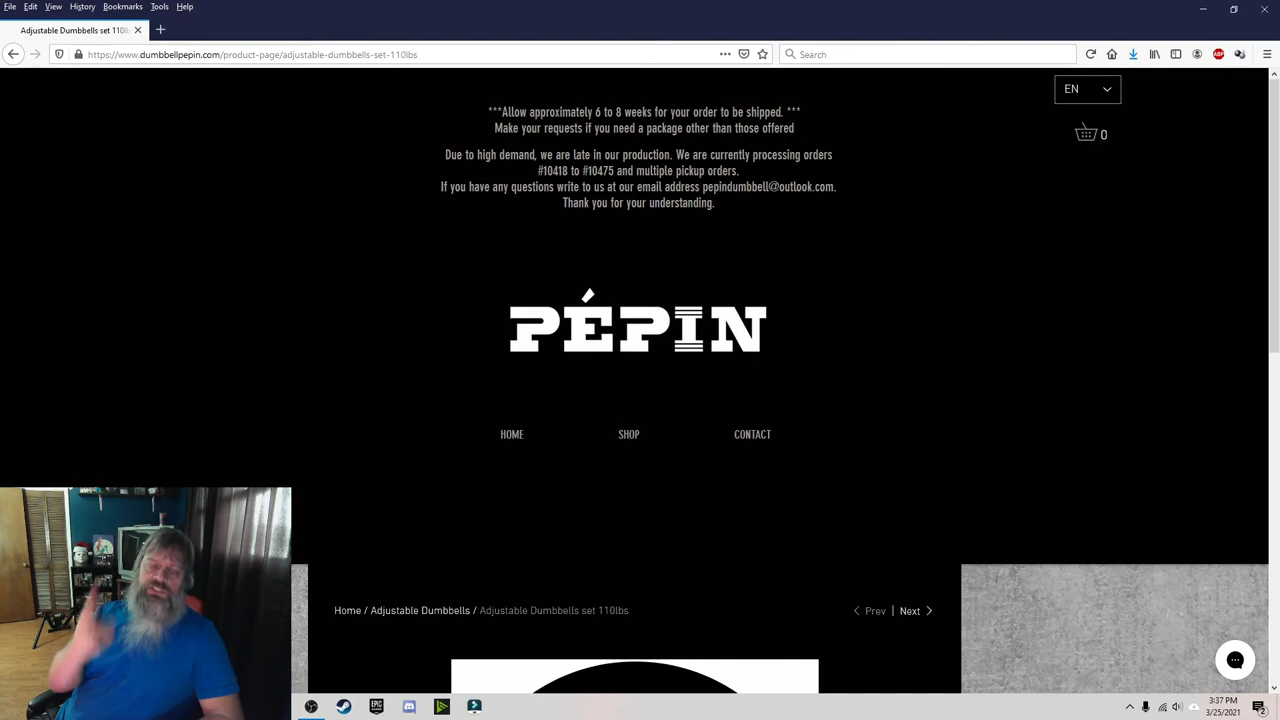 File Edit View History Bookmarks Tools Help
Adjustable Dumbbells set 110lb
https://www.dumbbellpepin.com/product-page/adjustable-dumbbells-set-110lbs
Search
ABP
EN
0
***Allow approximately 6 to 8 weeks for your order to be shipped. ***
Make your requests if you need a package other than those offered
Due to high demand, we are late in our production. We are currently processing orders
#10418 to #10475 and multiple pickup orders.
If you have any questions write to us at our email address pepindumbbell@outlook.com.
Thank you for your understanding.
PÉPIN
HOME SHOP CONTACT
Home / Adjustable Dumbbells / Adjustable Dumbbells set 110lbs
Prev | Next
EPIC
3:37 PM
3/25/2021
2